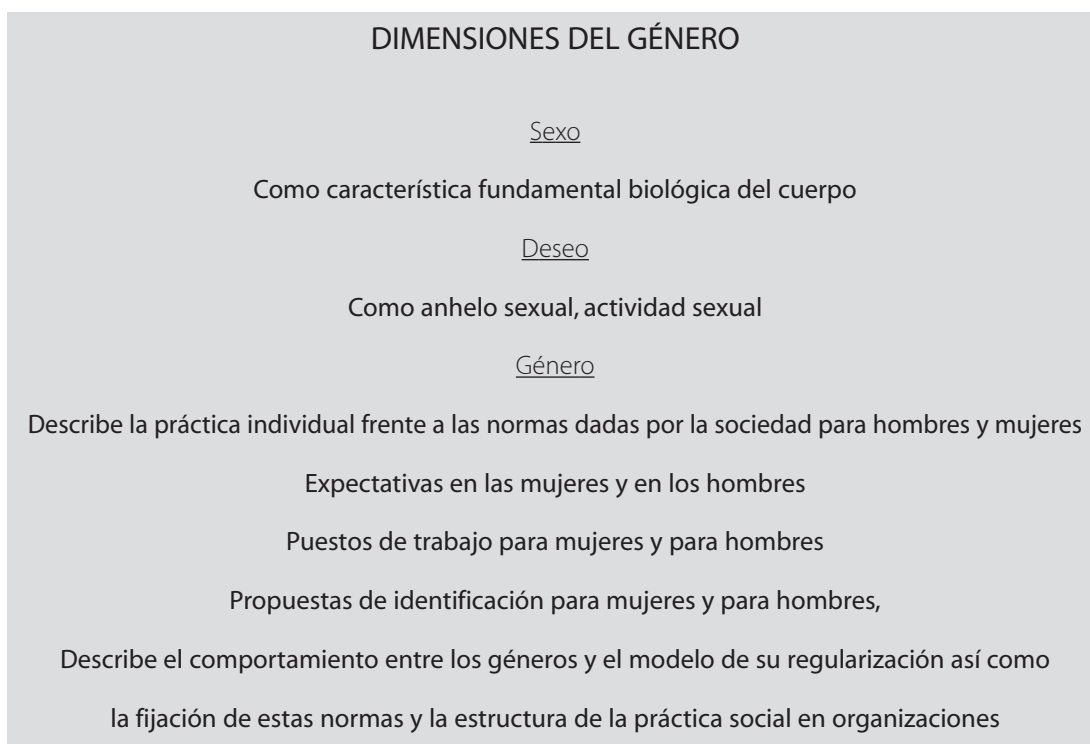 DIMENSIONES DEL GÉNERO
Sexo
Como característica fundamental biológica del cuerpo
Deseo
Como anhelo sexual, actividad sexual
Género
Describe la práctica individual frente a las normas dadas por la sociedad para hombres y mujeres
Expectativas en las mujeres y en los hombres
Puestos de trabajo para mujeres y para hombres
Propuestas de identificación para mujeres y para hombres,
Describe el comportamiento entre los géneros y el modelo de su regularización así como
la fijación de estas normas y la estructura de la práctica social en organizaciones